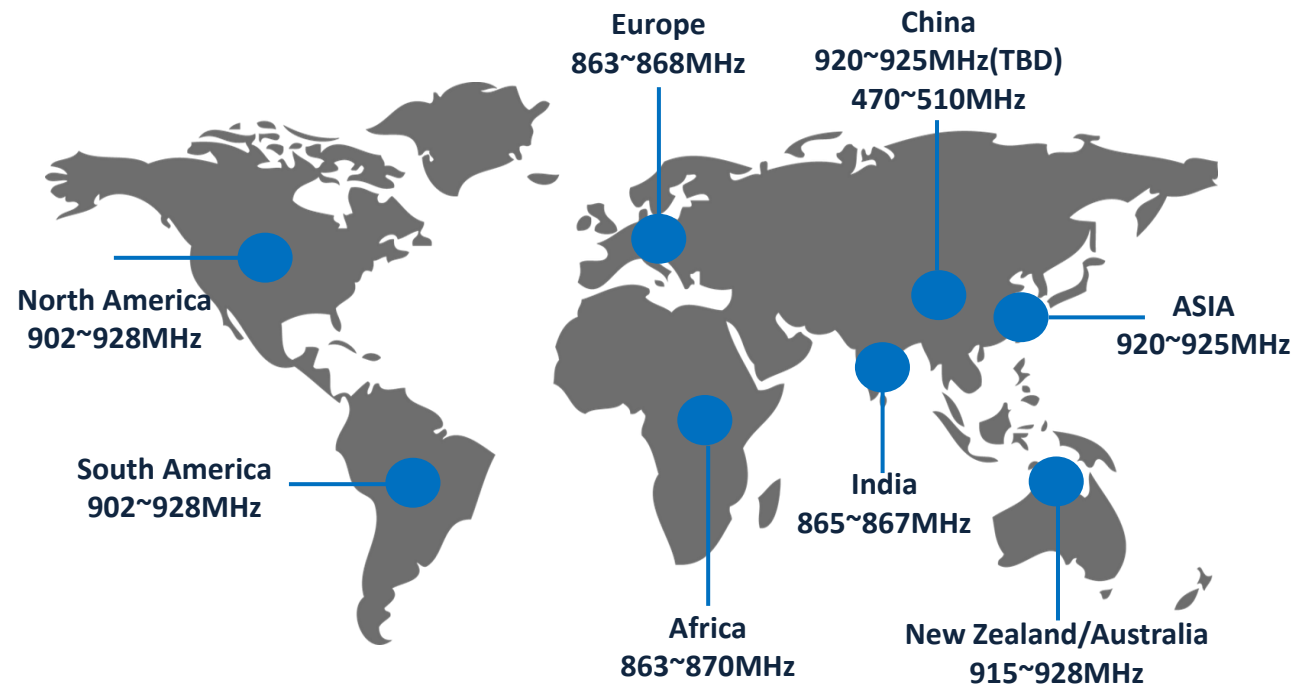 Europe
863~868MHz
China
920~925MHz(TBD)
470~510MHz
North America
902~928MHz
ASIA
920~925MHz
South America
902~928MHz
India
865~867MHz
Africa
863~870MHz
New Zealand/Australia
915~928MHz